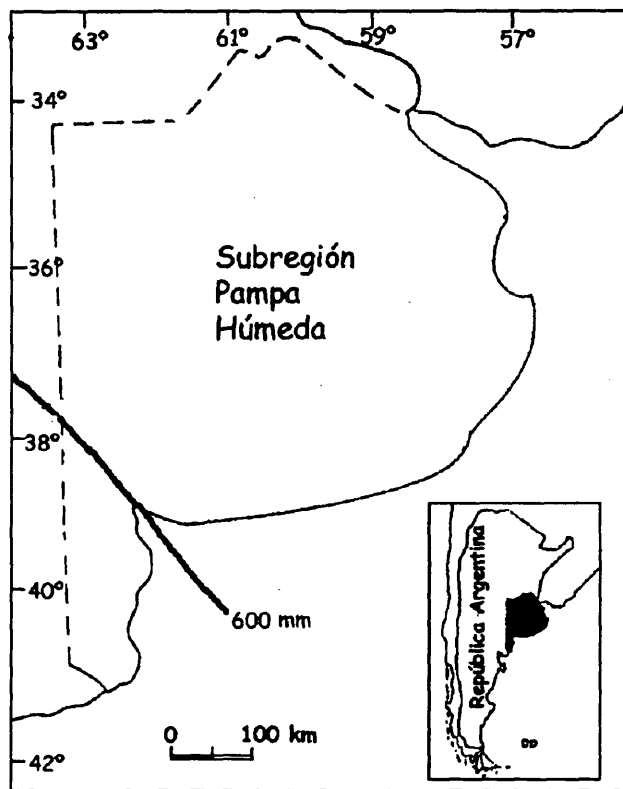 63° 61° 59° 57°
34°
36°
38°
40°
42°
Subregión
Pampa
Húmeda
600 mm
0 100 km
República Argentina